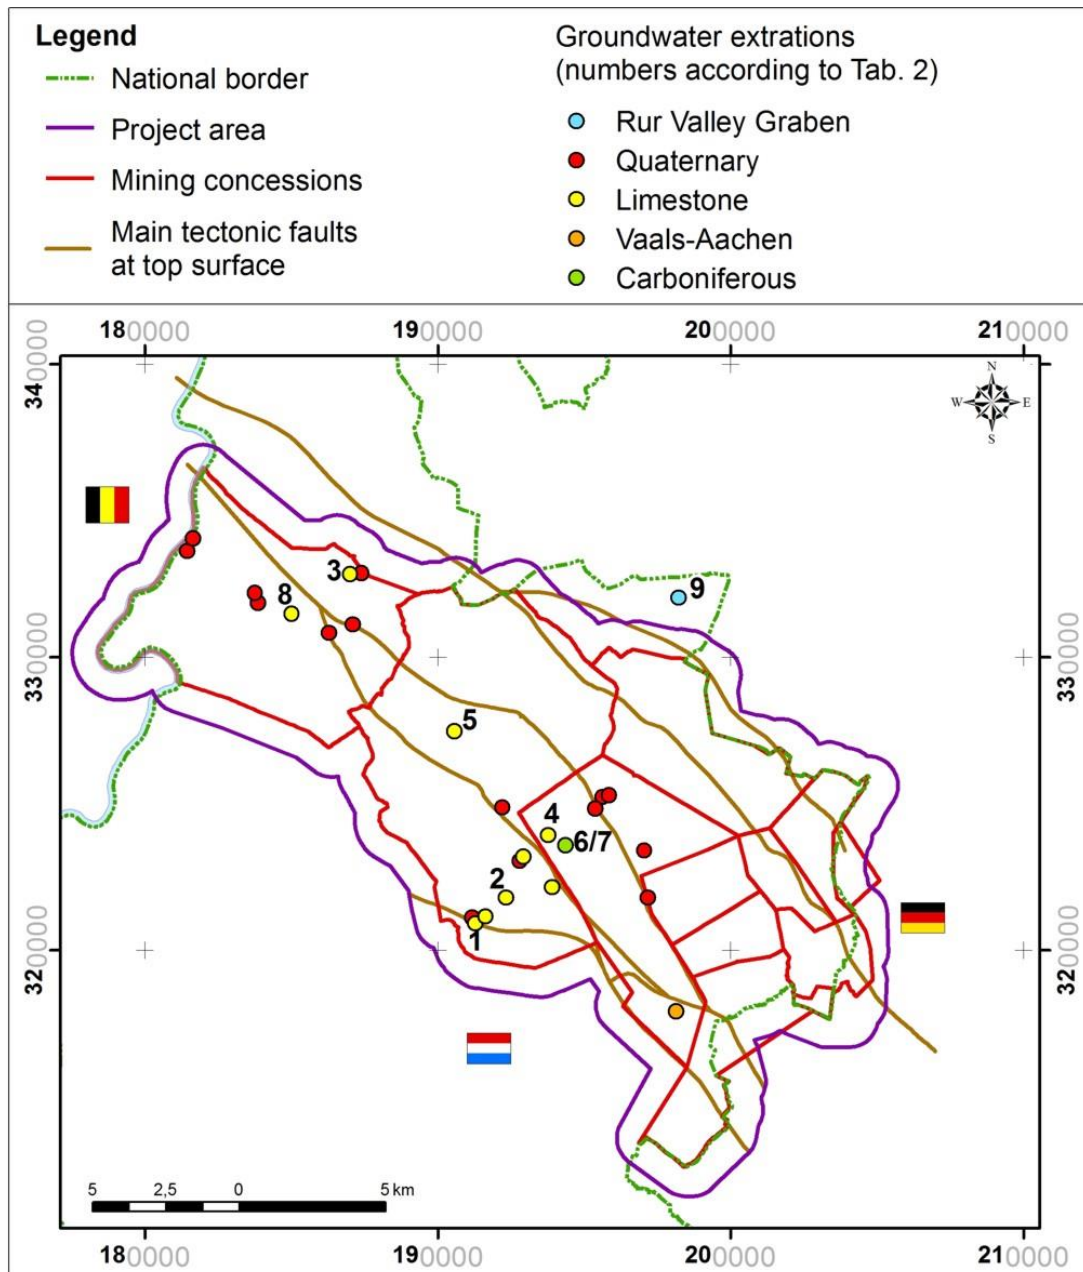 Legend
National border
Project area
Mining concessions
Main tectonic faults
at top surface
Groundwater extrations
(numbers according to Tab. 2)
Rur Valley Graben
Quaternary
Limestone
Vaals-Aachen
Carboniferous
180000 190000 200000 210000
340000 330000 320000
340000 330000 320000
N
W E
S
3
8
9
5
4
6/7
2
1
5 2,5 0 5 km
180000 190000 200000 210000